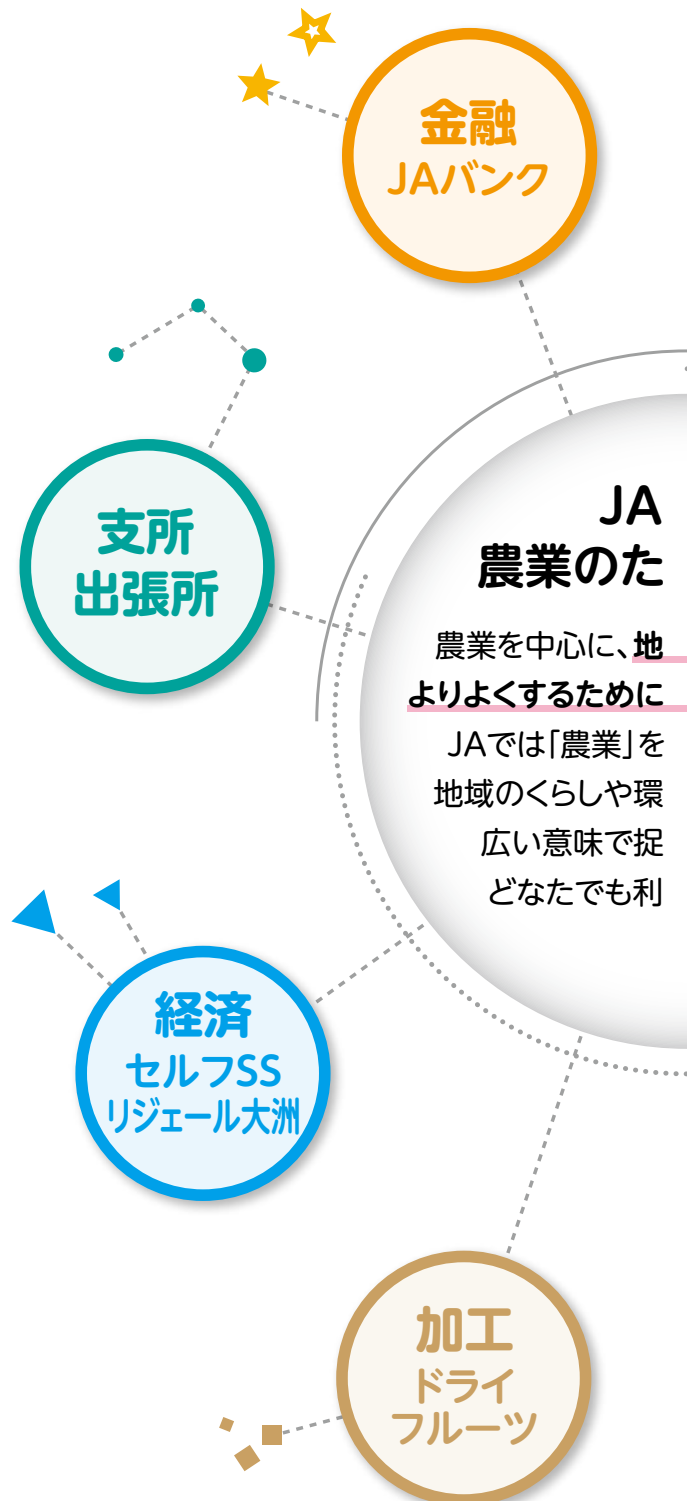 金融
JAバンク
支所
出張所
JA
農業のた
農業を中心に、地
よりよくするために
JAでは「農業」を
地域のくらしや環
広い意味で捉
どなたでも利
経済
セルフSS
リジェール大洲
加工
ドライ
フルーツ